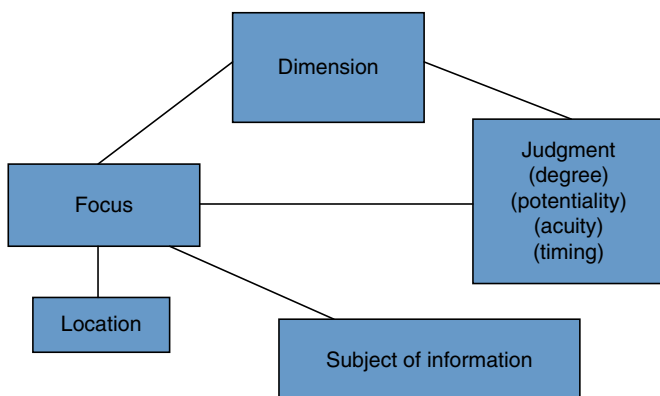 Dimension
Judgment
(degree)
(potentiality)
(acuity)
(timing)
Focus
Location
Subject of information